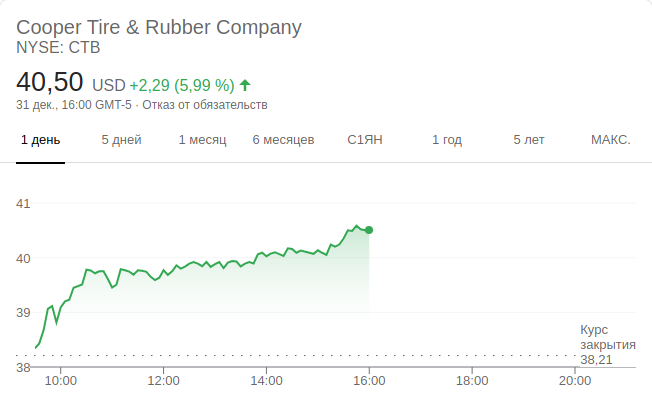 Cooper Tire & Rubber Company
NYSE: CTB
40,50 USD +2,29 (5,99 %)
31 дек., 16:00 GMT-5 · Отказ от обязательств
1 день 5 дней 1 месяц 6 месяцев С1ЯН 1 год 5 лет МАКС.
41
40
39
Курс
закрытия
38,21
38
10:00 12:00 14:00 16:00 18:00 20:00